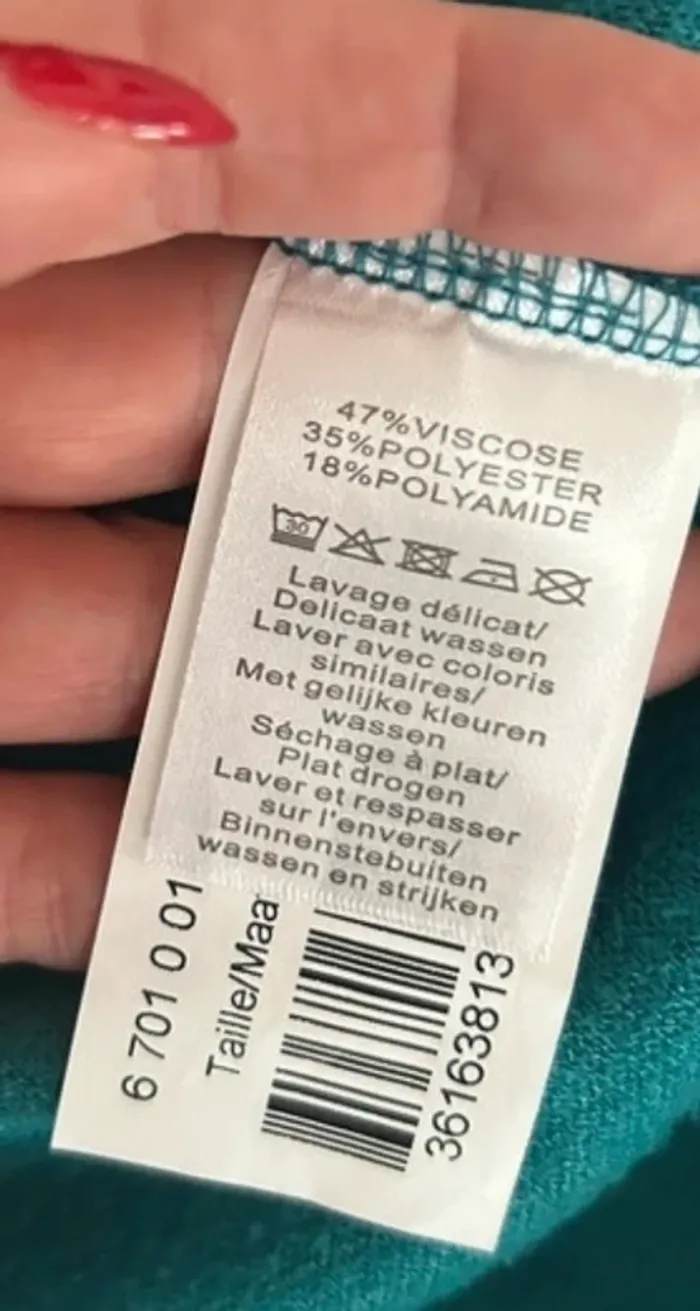 47%VISCOSE
35%POLYESTER
18%POLYAMIDE
30
Lavage délicat/
Delicaat wassen
Laver avec coloris
similaires/
Met gelijke kleuren
wassen
Séchage à plat/
Plat drogen
Laver et respasser
sur l'envers/
Binnenstebuiten
wassen en strijken
6 701 0 01
Taille/Maa
36163813